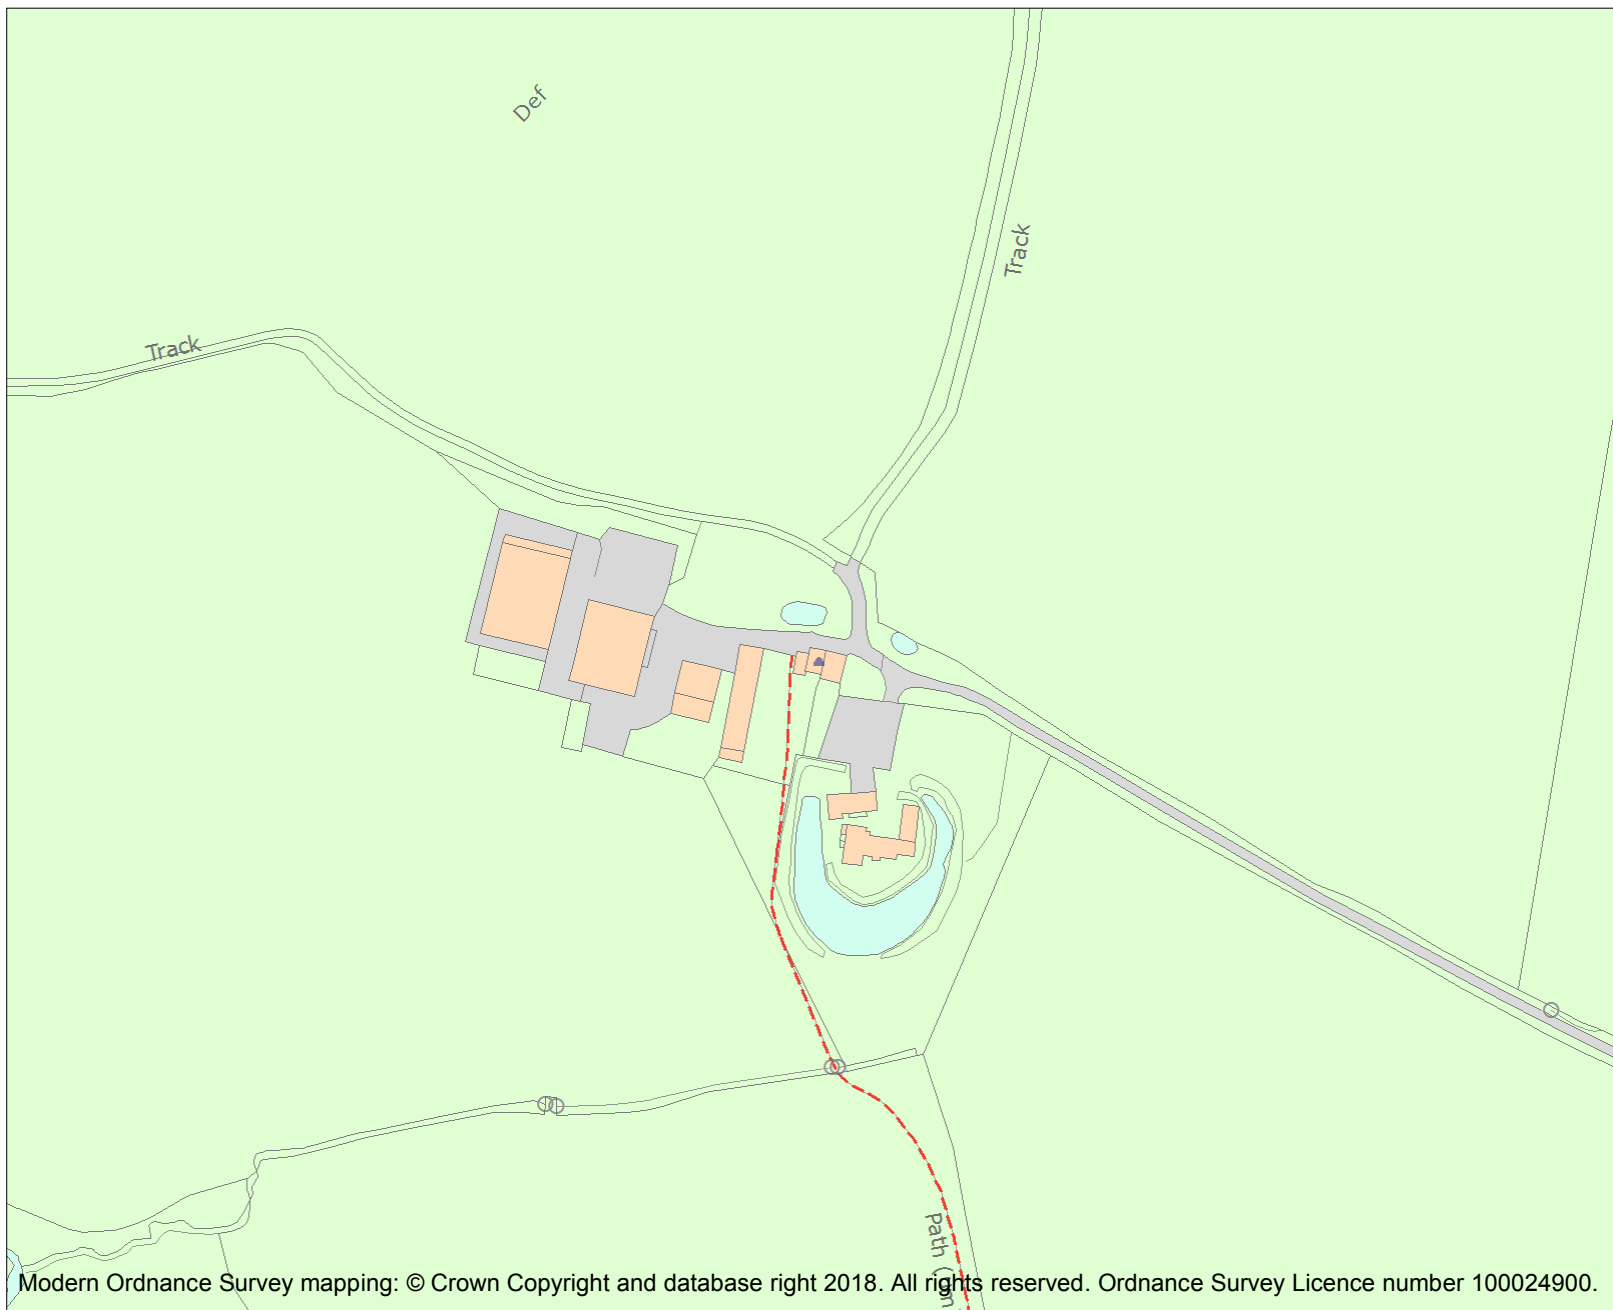 Def
Track
Track
Path (um
Modern Ordnance Survey mapping: © Crown Copyright and database right 2018. All rights reserved. Ordnance Survey Licence number 100024900.